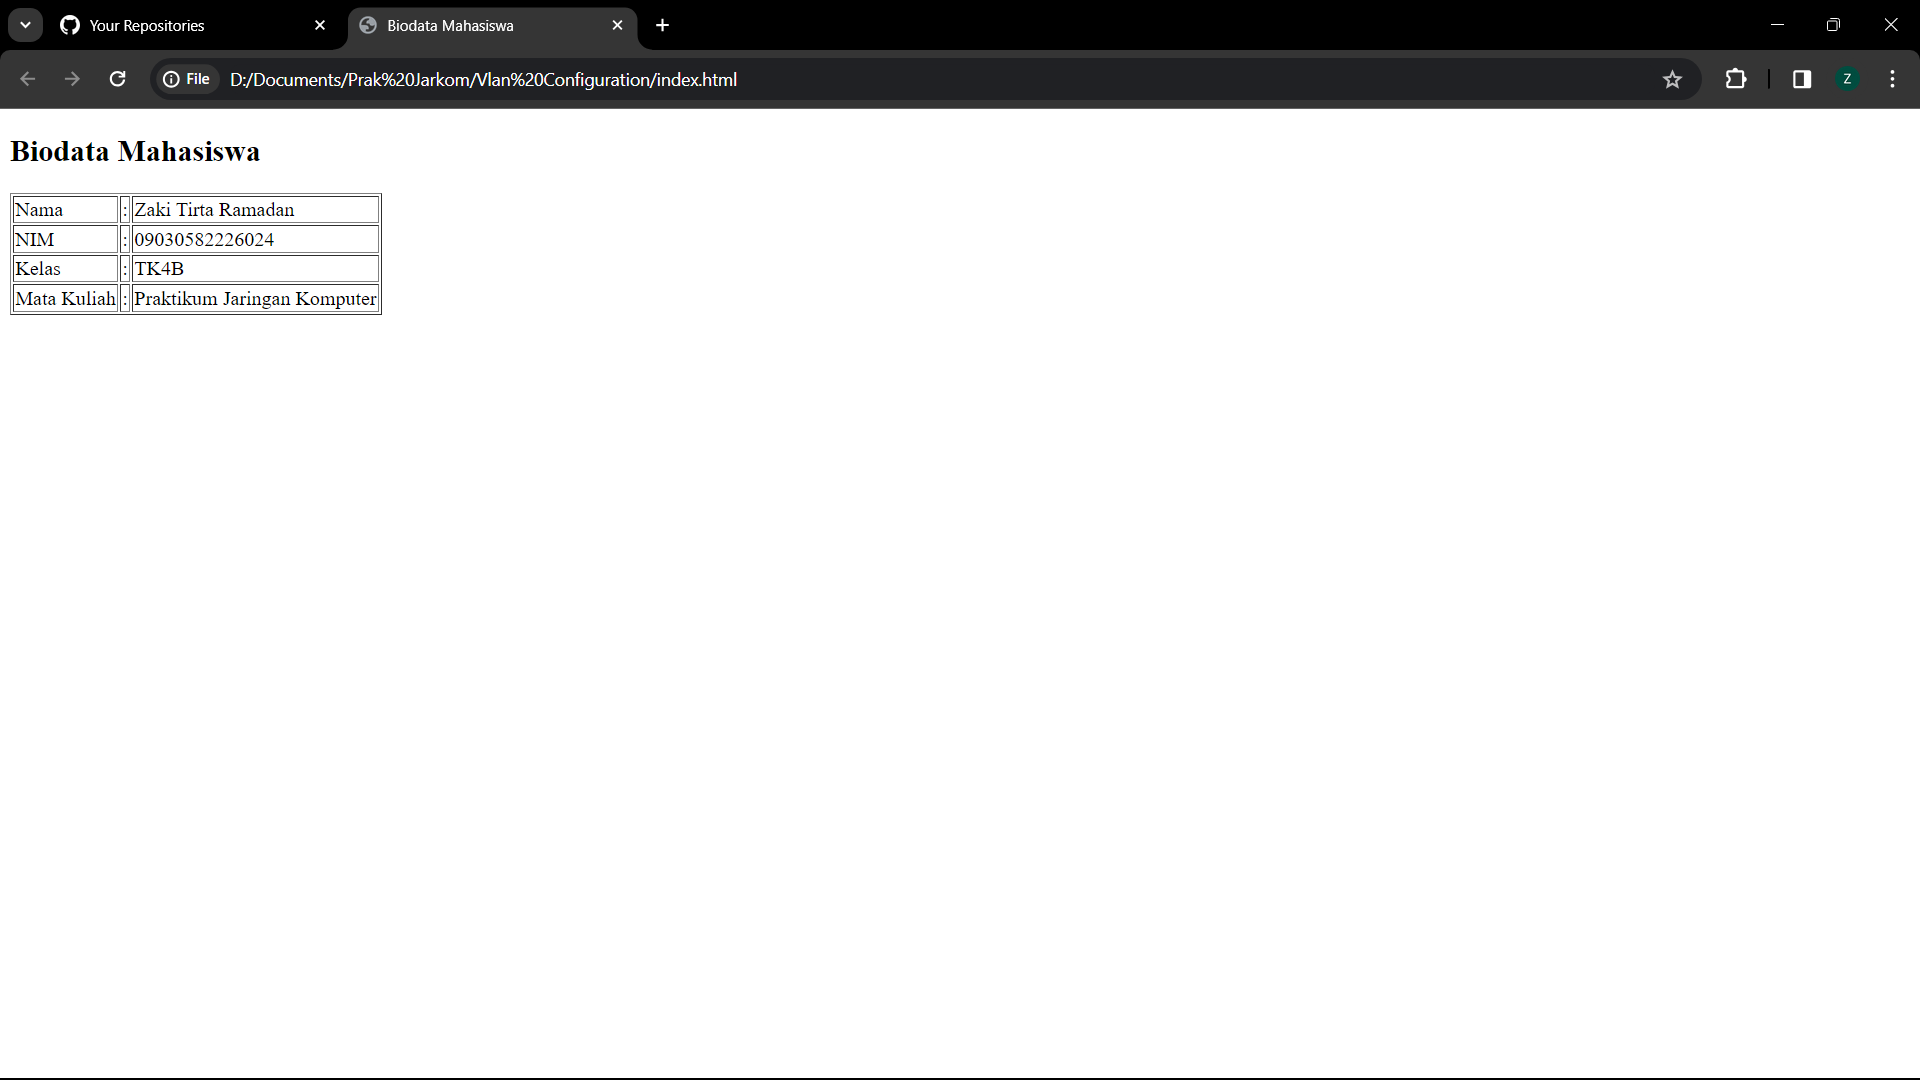 Your Repositories
Biodata Mahasiswa
File D:/Documents/Prak%20Jarkom/Vlan%20Configuration/index.html
Z
Biodata Mahasiswa
Nama : Zaki Tirta Ramadan
NIM : 09030582226024
Kelas : TK4B
Mata Kuliah : Praktikum Jaringan Komputer